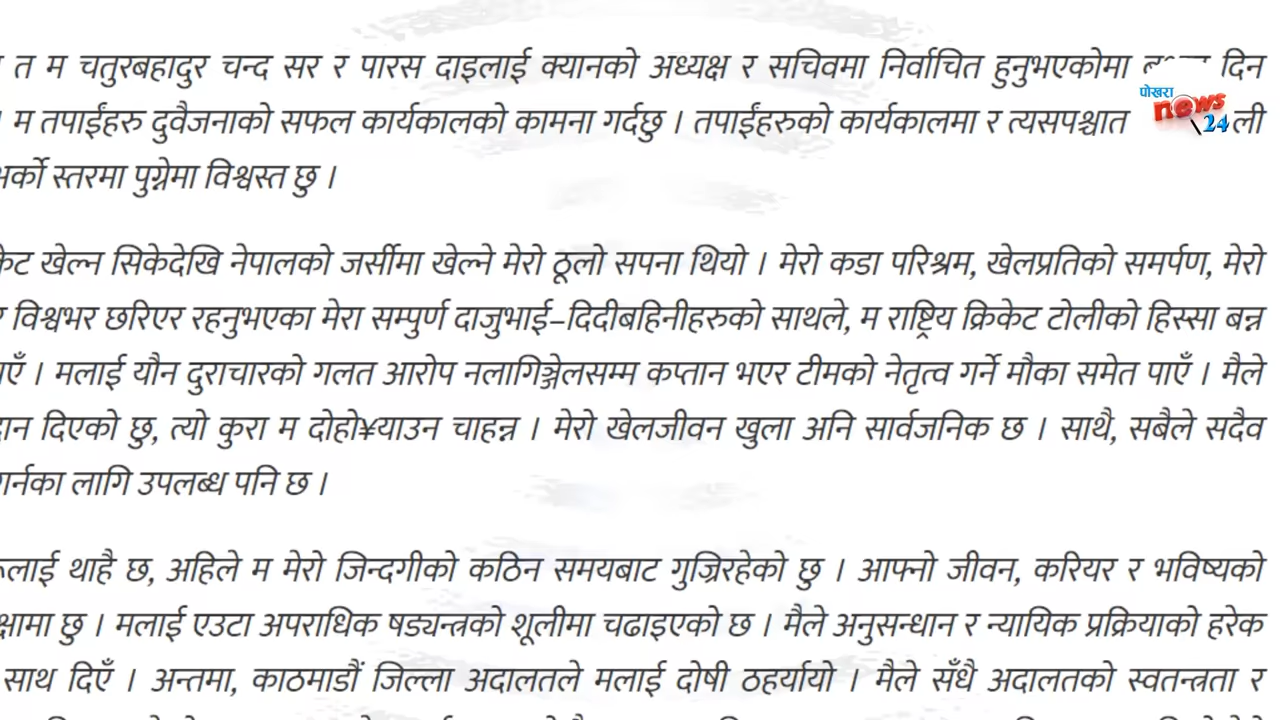 त म चतुरबहादुर चन्द सर र पारस दाइलाई क्यानको अध्यक्ष र सचिवमा निर्वाचित हुनुभएकोमा दिन
पोखरा
news
24
। म तपाईंहरु दुवैजनाको सफल कार्यकालको कामना गर्दछु । तपाईंहरुको कार्यकालमा र त्यसपश्चात ली
अर्को स्तरमा पुग्नेमा विश्वस्त छु ।
केट खेल्न सिकेदेखि नेपालको जर्सीमा खेल्ने मेरो ठूलो सपना थियो । मेरो कडा परिश्रम, खेलप्रतिको समर्पण, मेरो
र विश्वभर छरिएर रहनुभएका मेरा सम्पुर्ण दाजुभाई–दिदीबहिनीहरुको साथले, म राष्ट्रिय क्रिकेट टोलीको हिस्सा बन्न
एँ । मलाई यौन दुराचारको गलत आरोप नलागिञ्जेलसम्म कप्तान भएर टीमको नेतृत्व गर्ने मौका समेत पाएँ । मैले
दान दिएको छु, त्यो कुरा म दोहो¥याउन चाहन्न । मेरो खेलजीवन खुला अनि सार्वजनिक छ । साथै, सबैले सदैव
गर्नका लागि उपलब्ध पनि छ ।
लाई थाहै छ, अहिले म मेरो जिन्दगीको कठिन समयबाट गुज्रिरहेको छु । आफ्नो जीवन, करियर र भविष्यको
क्षामा छु । मलाई एउटा अपराधिक षड्यन्त्रको शूलीमा चढाइएको छ । मैले अनुसन्धान र न्यायिक प्रक्रियाको हरेक
साथ दिएँ । अन्तमा, काठमाडौं जिल्ला अदालतले मलाई दोषी ठहर्यायो । मैले सँधै अदालतको स्वतन्त्रता र